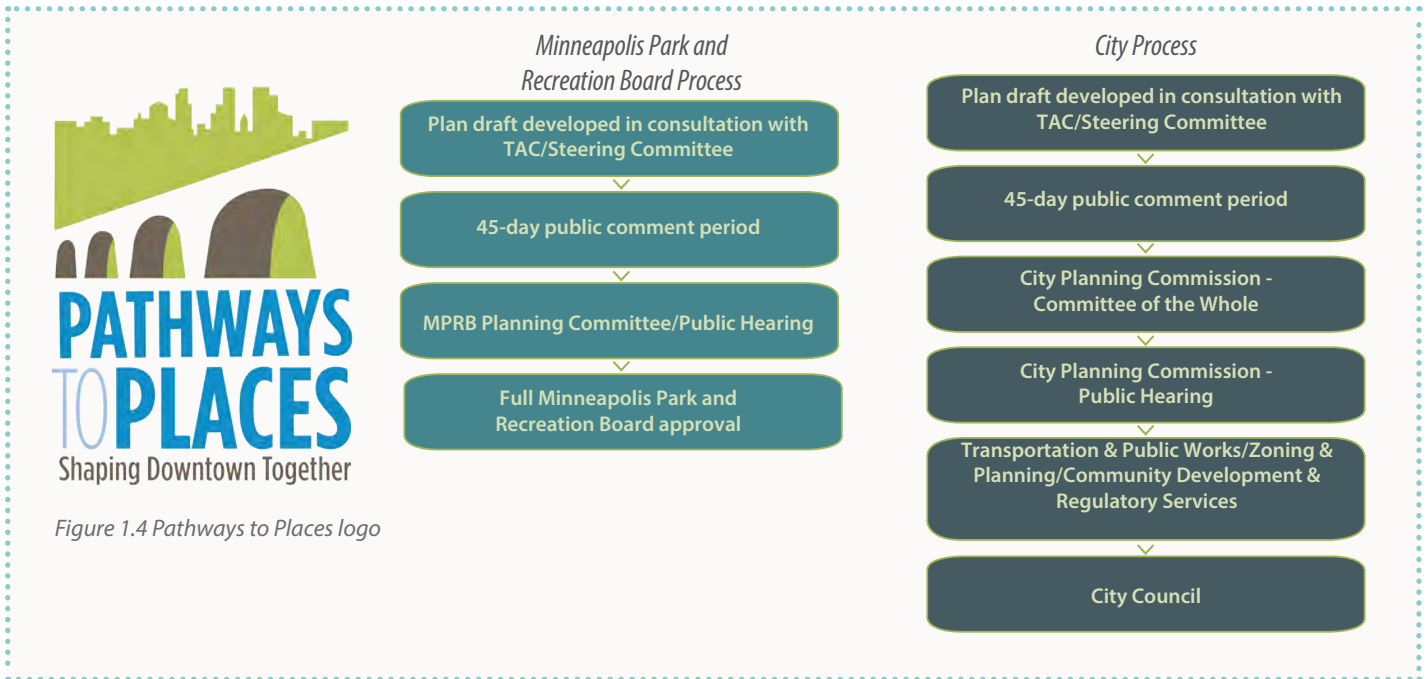 PATHWAYS
TO PLACES
Shaping Downtown Together
Figure 1.4 Pathways to Places logo
Minneapolis Park and
Recreation Board Process
Plan draft developed in consultation with
TAC/Steering Committee
45-day public comment period
MPRB Planning Committee/Public Hearing
Full Minneapolis Park and
Recreation Board approval
City Process
Plan draft developed in consultation with
TAC/Steering Committee
45-day public comment period
City Planning Commission -
Committee of the Whole
City Planning Commission -
Public Hearing
Transportation & Public Works/Zoning &
Planning/Community Development &
Regulatory Services
City Council